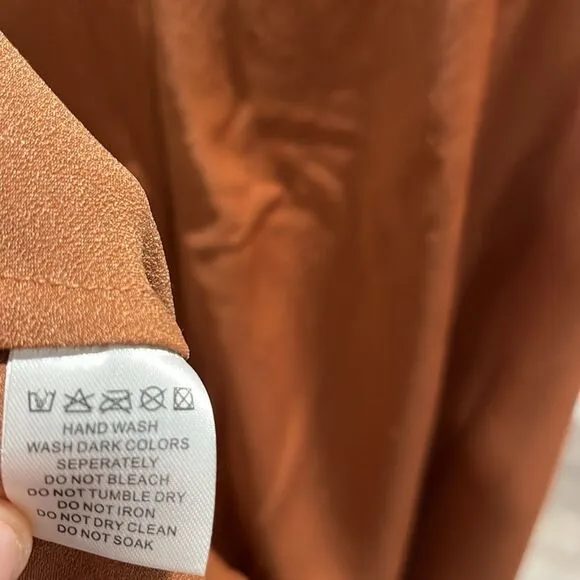 HAND WASH
WASH DARK COLORS
SEPERATELY
DO NOT BLEACH
DO NOT TUMBLE DRY
DO NOT IRON
DO NOT DRY CLEAN
DO NOT SOAK